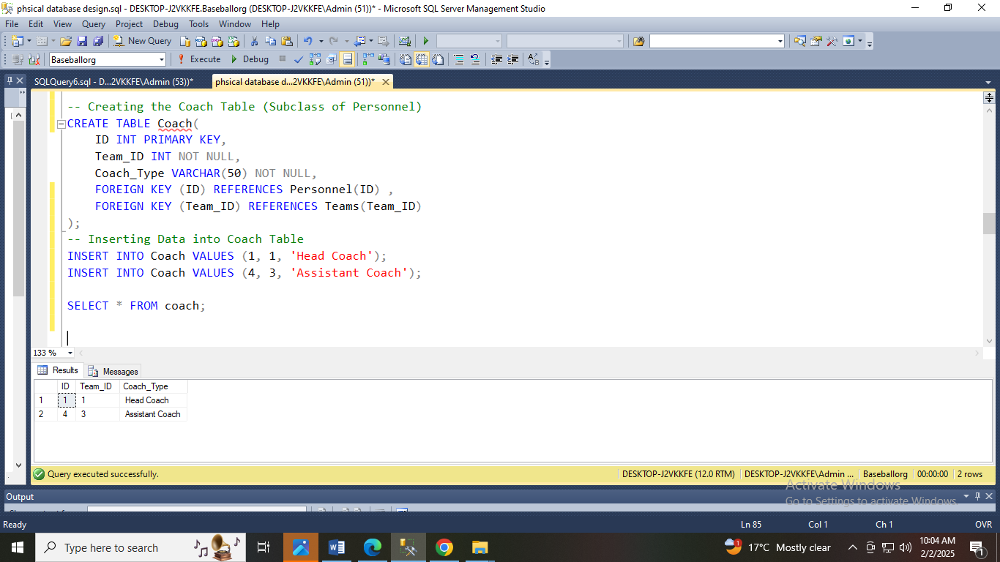 phsical database design.sql - DESKTOP-J2VKKFE.Baseballorg (DESKTOP-J2VKKFE\Admin (51))* - Microsoft SQL Server Management Studio
File Edit View Query Project Debug Tools Window Help
New Query
Baseballorg Execute Debug
SQLQuery6.sql - D...2VKKFE\Admin (53))* phsical database d...2VKKFE\Admin (51))*
-- Creating the Coach Table (Subclass of Personnel)
CREATE TABLE Coach(
ID INT PRIMARY KEY,
Team_ID INT NOT NULL,
Coach_Type VARCHAR(50) NOT NULL,
FOREIGN KEY (ID) REFERENCES Personnel(ID) ,
FOREIGN KEY (Team_ID) REFERENCES Teams(Team_ID)
);
-- Inserting Data into Coach Table
INSERT INTO Coach VALUES (1, 1, 'Head Coach');
INSERT INTO Coach VALUES (4, 3, 'Assistant Coach');
SELECT * FROM coach;
133 %
Results Messages
ID Team_ID Coach_Type
1 1 1 Head Coach
2 4 3 Assistant Coach
Query executed successfully. DESKTOP-J2VKKFE (12.0 RTM) DESKTOP-J2VKKFE\Admin ... Baseballorg 00:00:00 2 rows
Activate Windows
Output
Go to Settings to activate Windows.
Ready Ln 85 Col 1 Ch 1 OVR
Type here to search 17°C Mostly clear 10:04 AM
2/2/2025